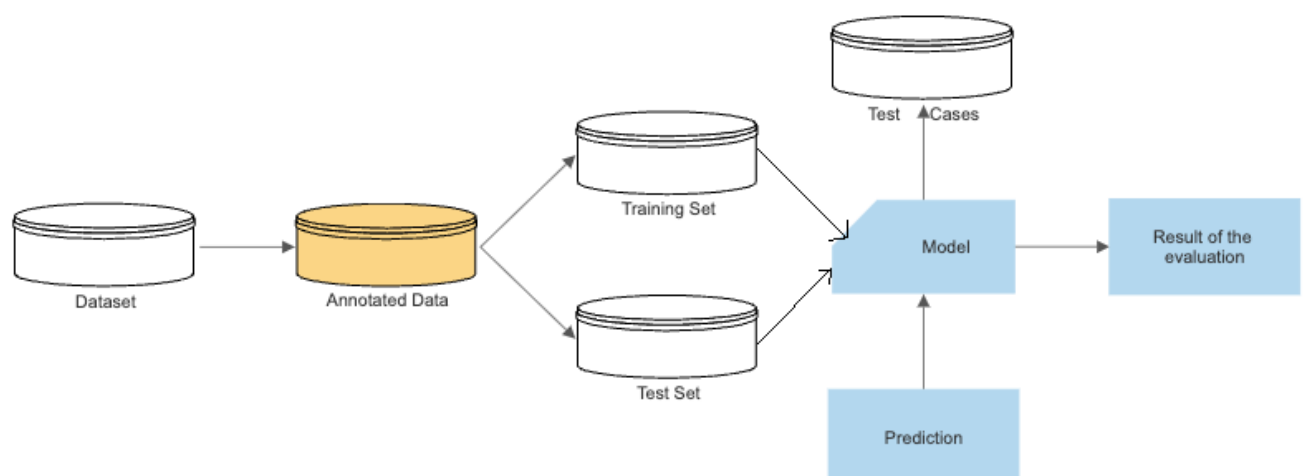 Test Cases
Training Set
Dataset
Annotated Data
Model
Result of the
evaluation
Test Set
Prediction